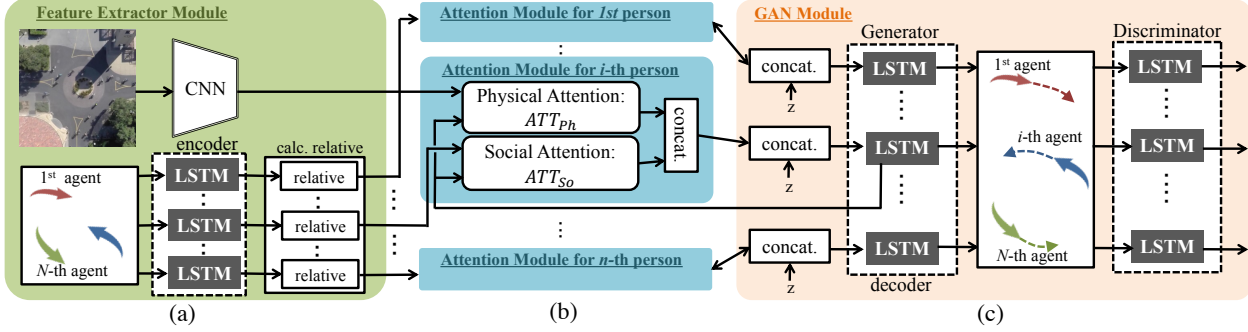 Feature Extractor Module
CNN
encoder
calc. relative
1st agent
N-th agent
LSTM
LSTM
LSTM
relative
relative
relative
(a)
Attention Module for 1st person
Attention Module for i-th person
Physical Attention:
ATT_Ph
Social Attention:
ATT_So
concat.
Attention Module for n-th person
(b)
GAN Module
Generator
Discriminator
concat.
z
concat.
z
concat.
z
LSTM
LSTM
LSTM
decoder
1st agent
i-th agent
N-th agent
LSTM
LSTM
LSTM
(c)